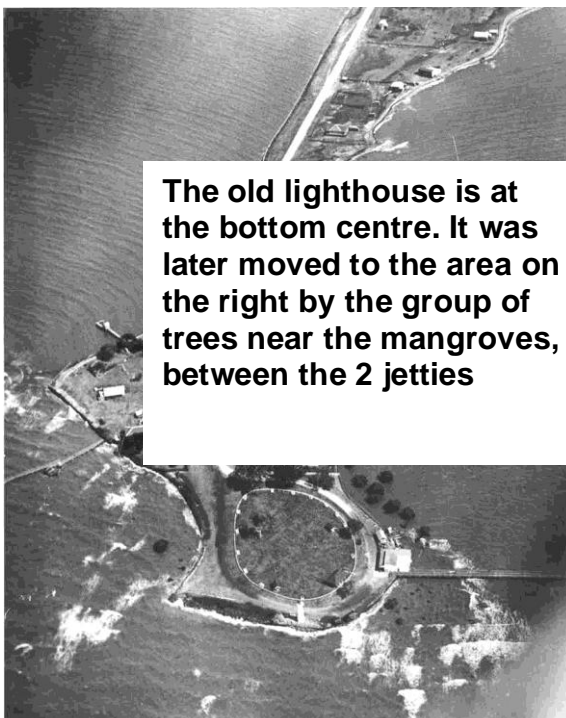 The old lighthouse is at
the bottom centre. It was
later moved to the area on
the right by the group of
trees near the mangroves,
between the 2 jetties